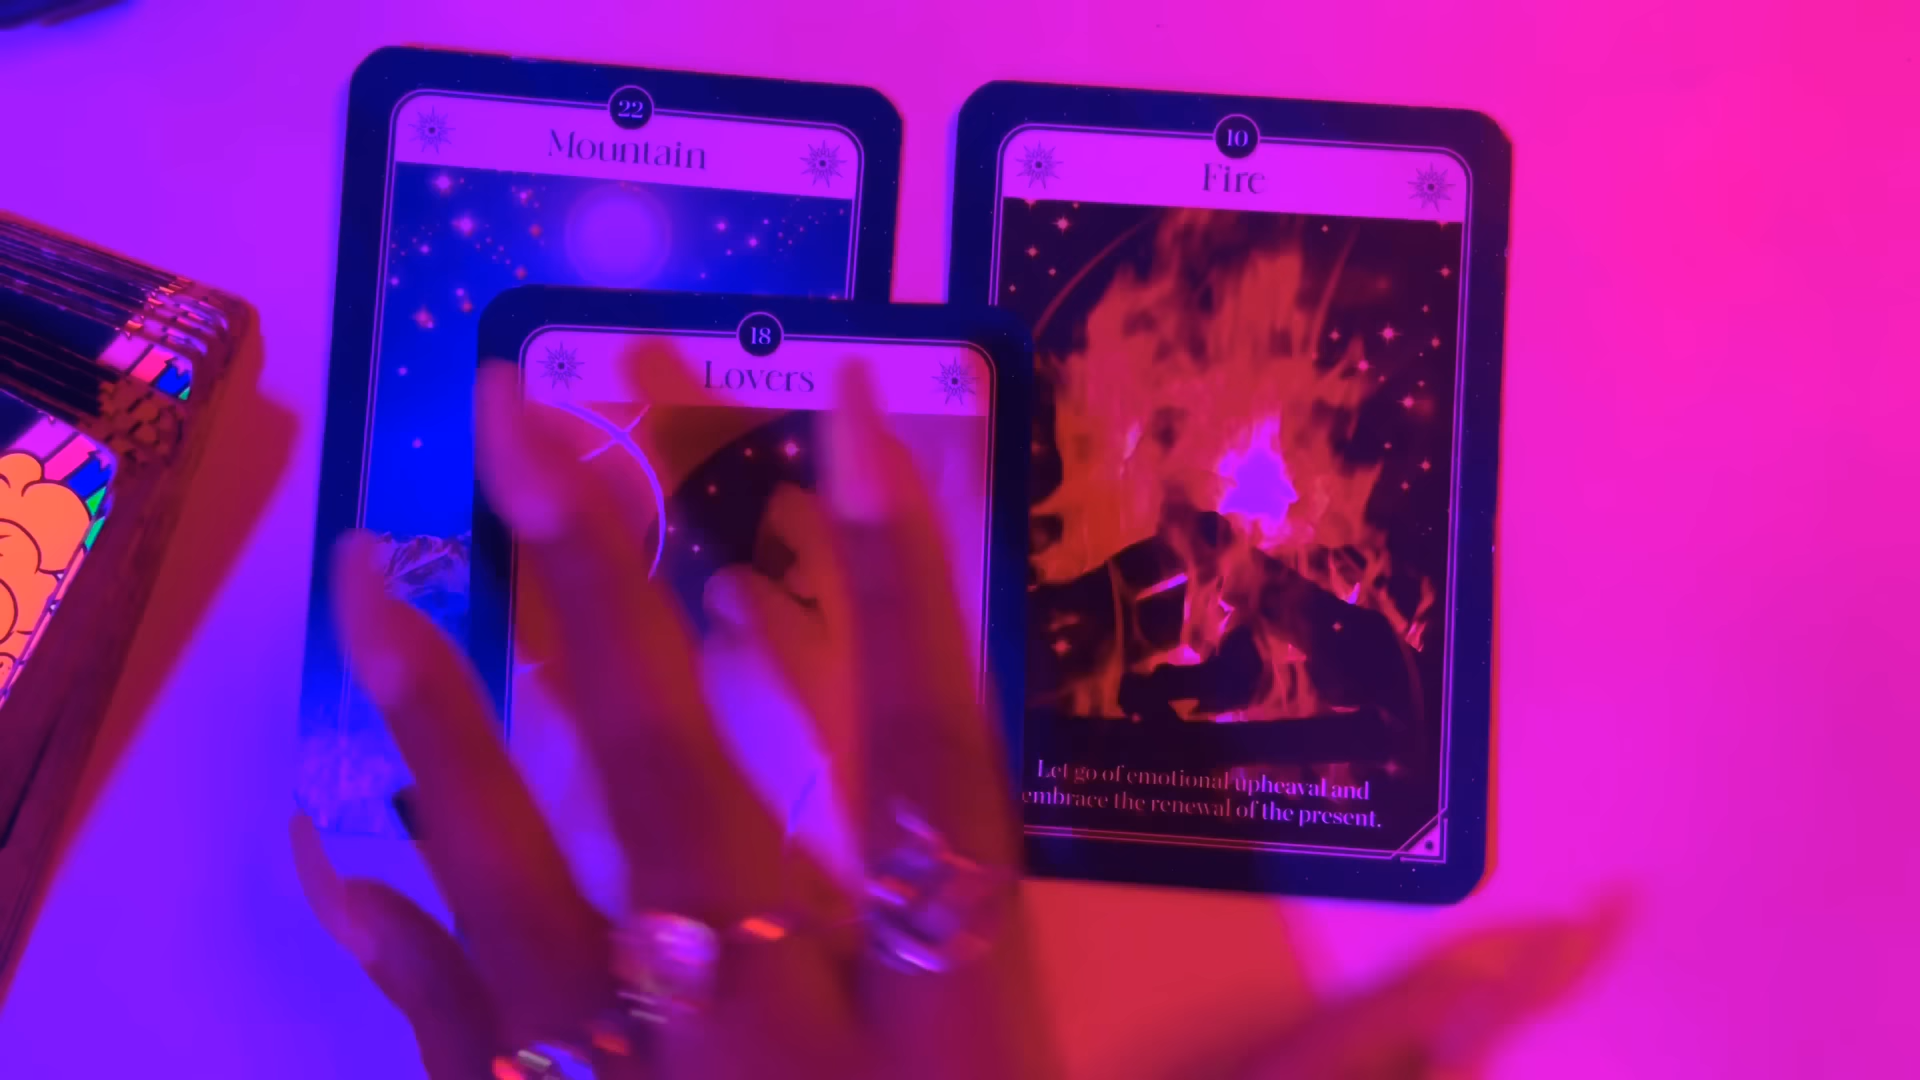 22
Mountain
10
Fire
18
Lovers
Let go of emotional upheaval and
embrace the renewal of the present.